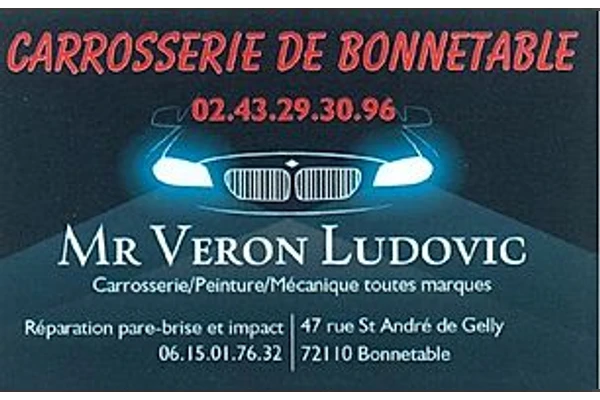 CARROSSERIE DE BONNETABLE
02.43.29.30.96
MR VERON LUDOVIC
Carrosserie/Peinture/Mécanique toutes marques
Réparation pare-brise et impact
06.15.01.76.32
47 rue St André de Gelly
72110 Bonnetable